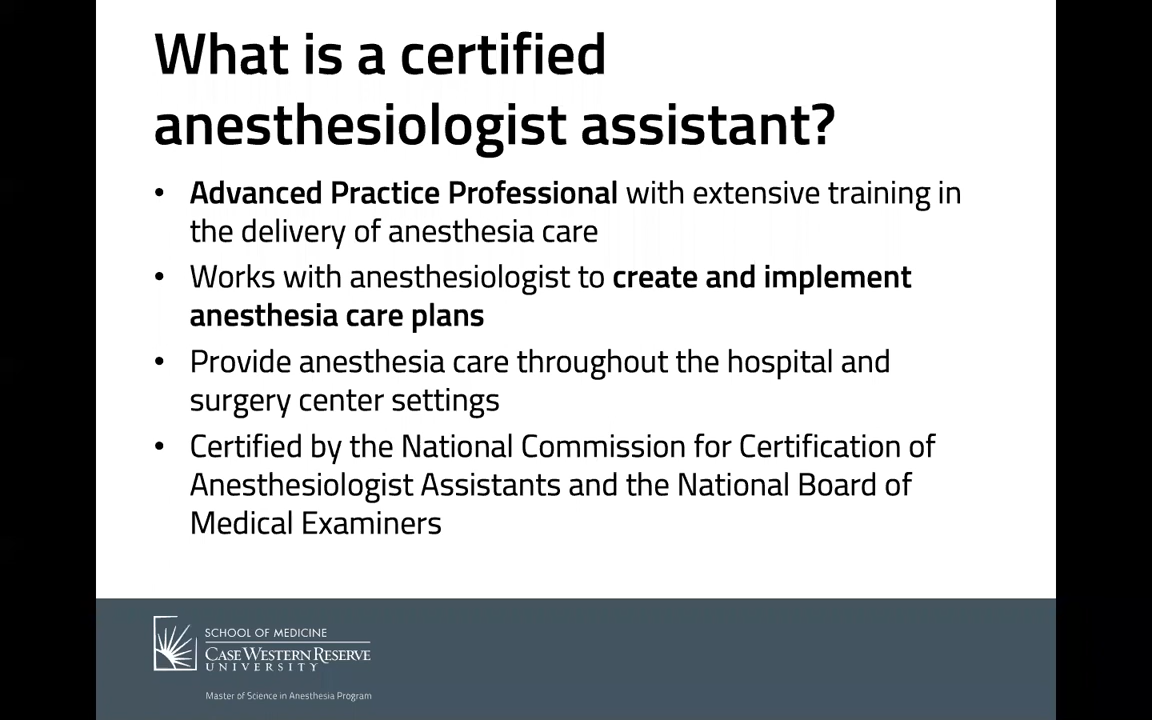 What is a certified
anesthesiologist assistant?
• Advanced Practice Professional with extensive training in
the delivery of anesthesia care
• Works with anesthesiologist to create and implement
anesthesia care plans
• Provide anesthesia care throughout the hospital and
surgery center settings
• Certified by the National Commission for Certification of
Anesthesiologist Assistants and the National Board of
Medical Examiners
SCHOOL OF MEDICINE
CASE WESTERN RESERVE
UNIVERSITY
Master of Science in Anesthesia Program